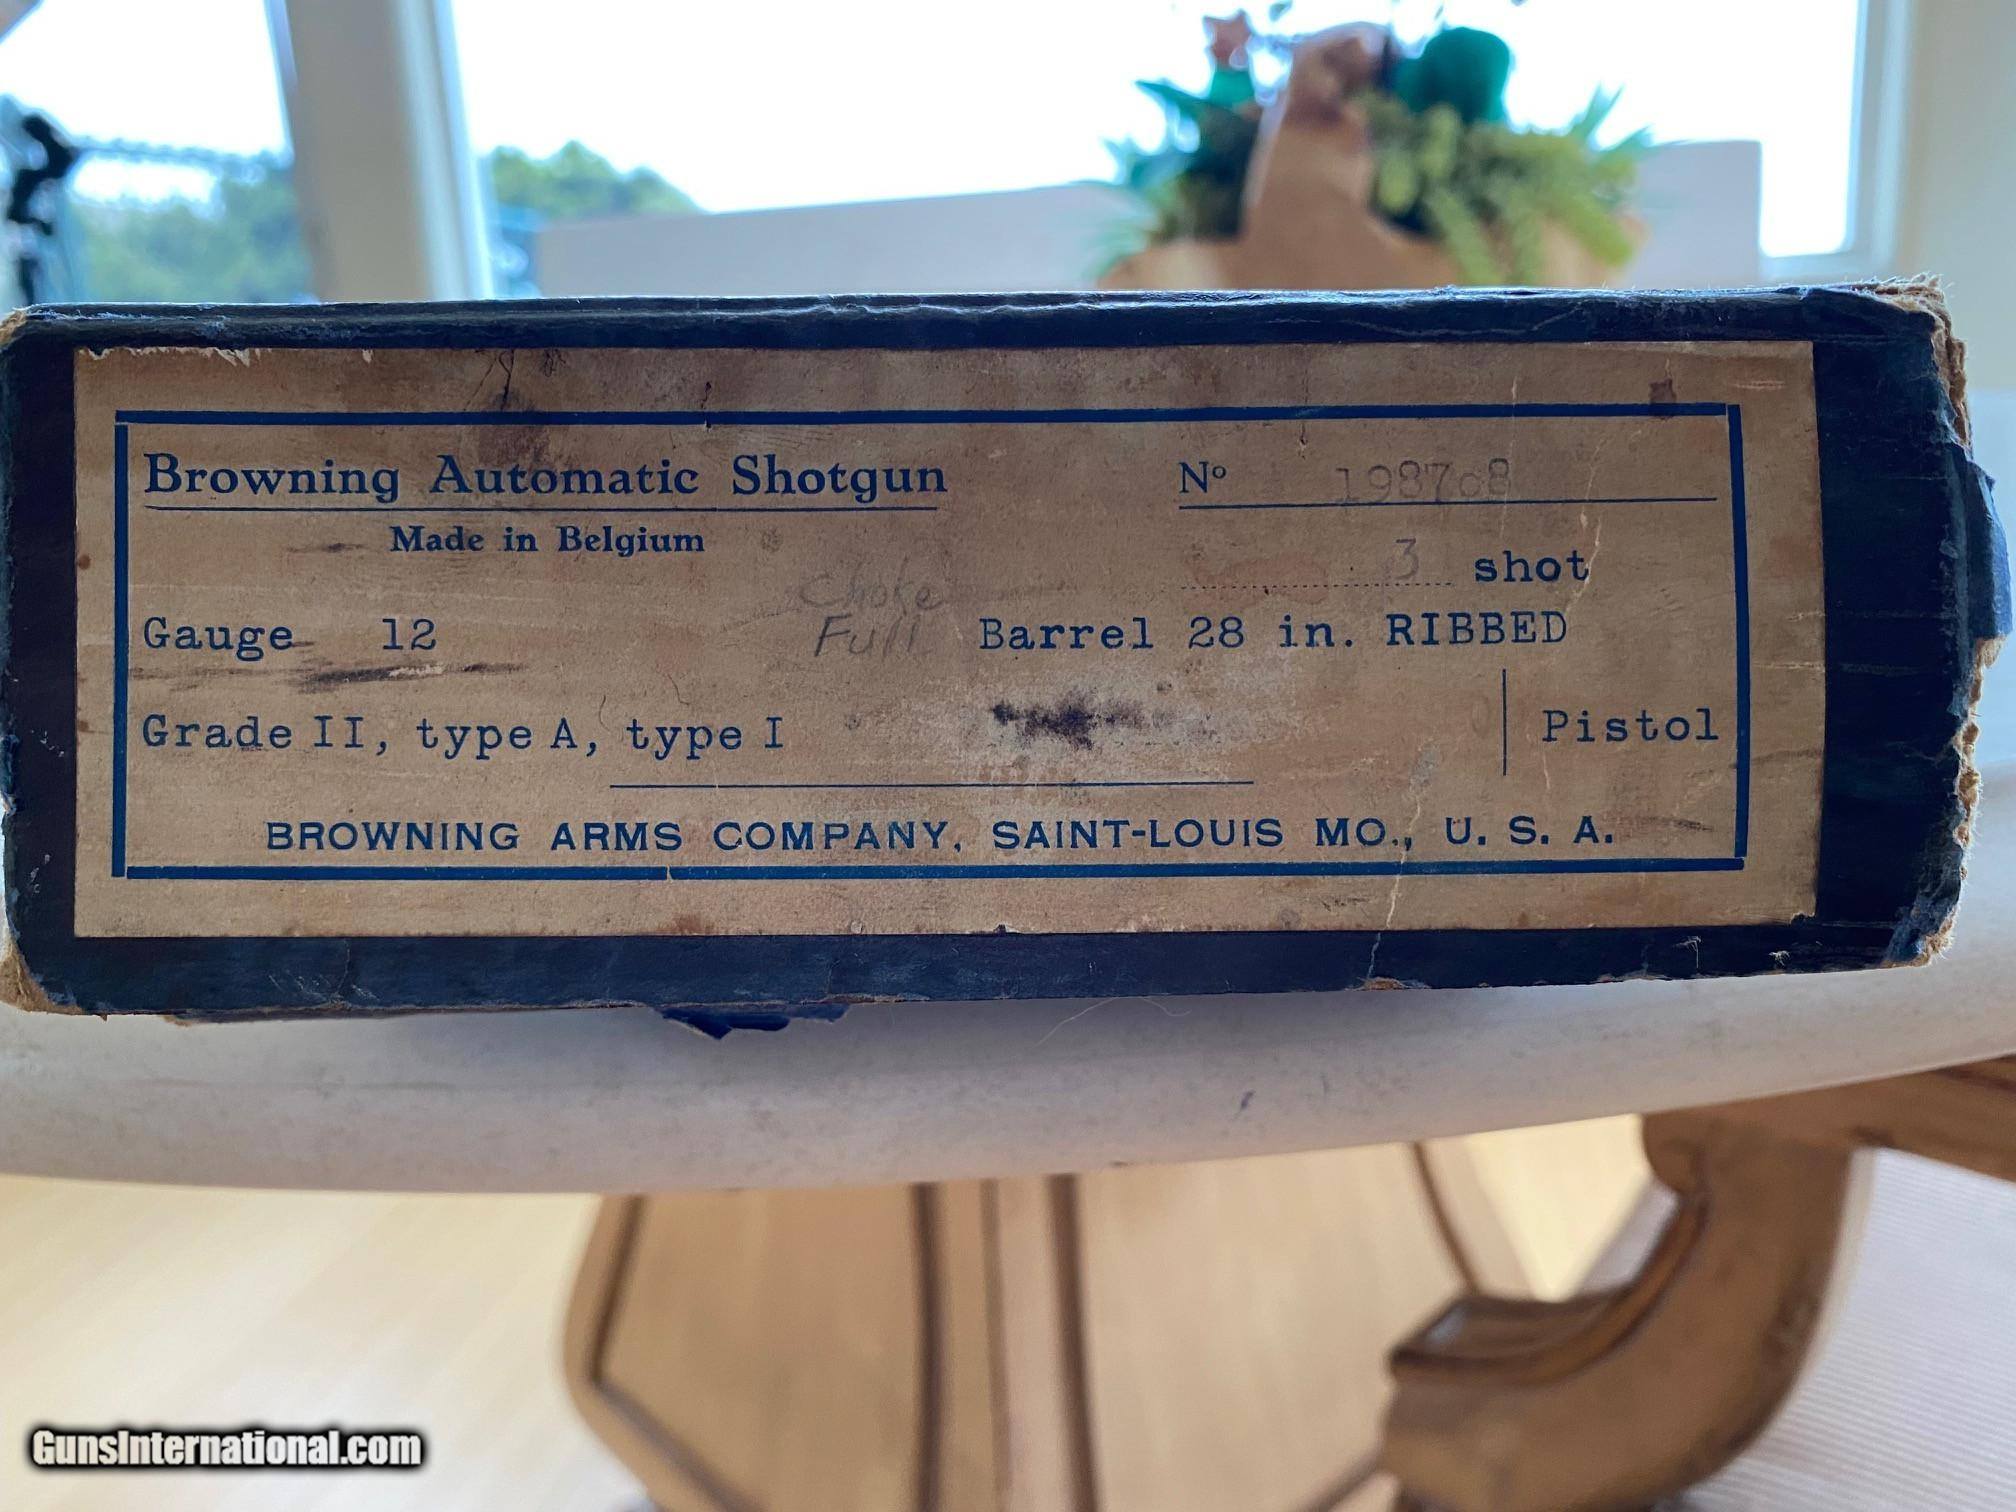 Browning Automatic Shotgun Nº 198708
Made in Belgium
3 shot
Choke
Gauge 12 Full Barrel 28 in. RIBBED
Grade II, type A, type I Pistol
BROWNING ARMS COMPANY, SAINT-LOUIS MO., U. S. A.
GunsInternational.com